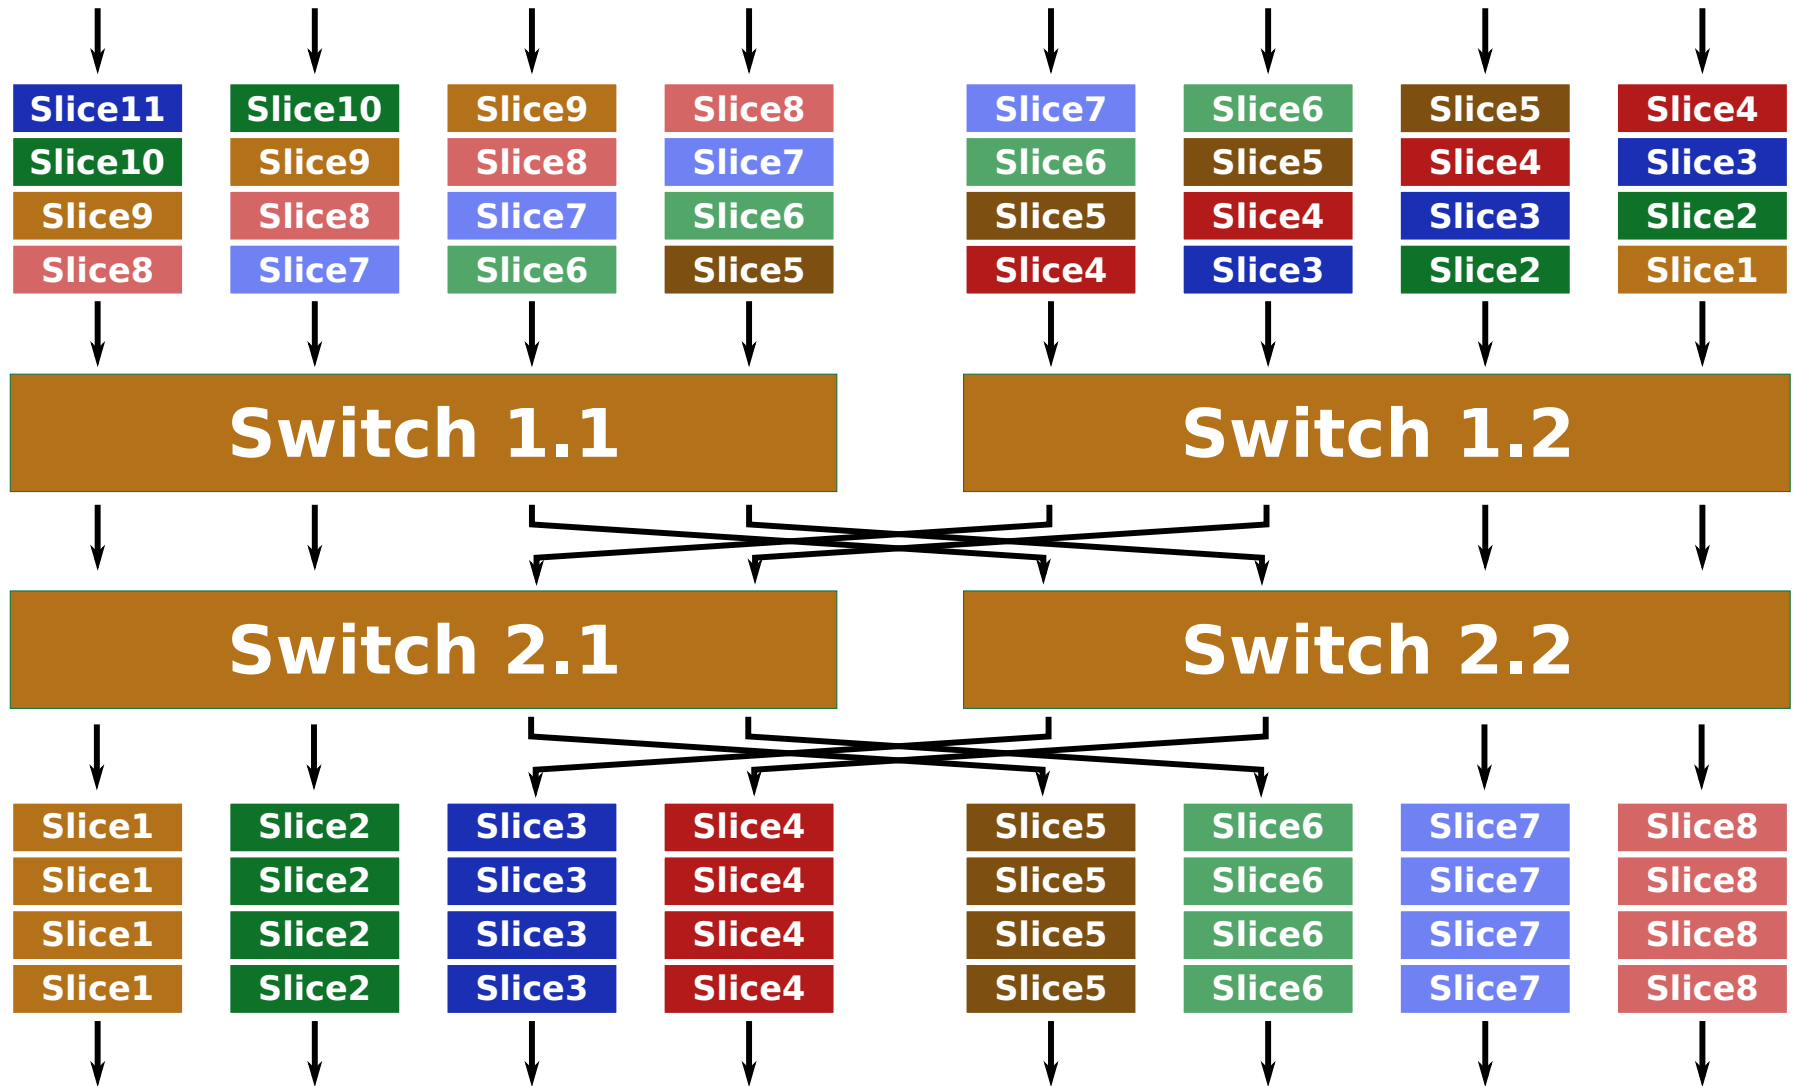 Slice11 Slice10 Slice9 Slice8 Slice7 Slice6 Slice5 Slice4
Slice10 Slice9 Slice8 Slice7 Slice6 Slice5 Slice4 Slice3
Slice9 Slice8 Slice7 Slice6 Slice5 Slice4 Slice3 Slice2
Slice8 Slice7 Slice6 Slice5 Slice4 Slice3 Slice2 Slice1
Switch 1.1 Switch 1.2
Switch 2.1 Switch 2.2
Slice1 Slice2 Slice3 Slice4 Slice5 Slice6 Slice7 Slice8
Slice1 Slice2 Slice3 Slice4 Slice5 Slice6 Slice7 Slice8
Slice1 Slice2 Slice3 Slice4 Slice5 Slice6 Slice7 Slice8
Slice1 Slice2 Slice3 Slice4 Slice5 Slice6 Slice7 Slice8